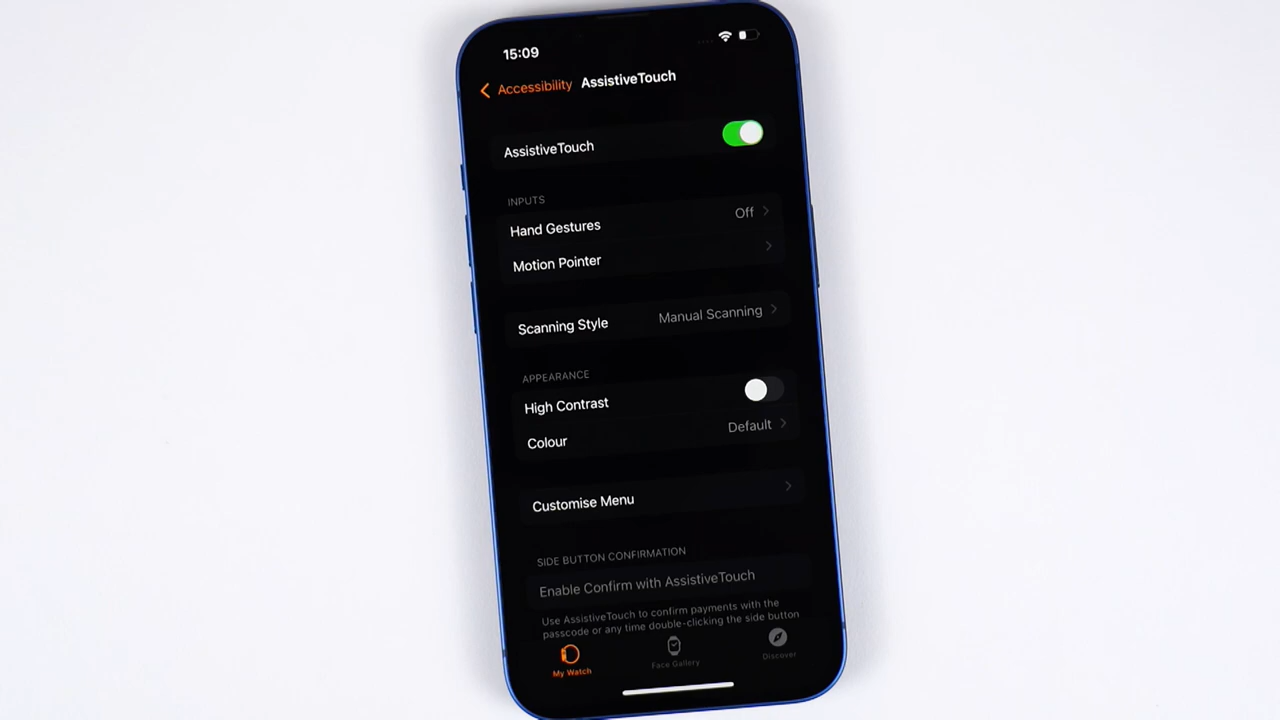 15:09
Accessibility AssistiveTouch
AssistiveTouch
INPUTS
Hand Gestures Off
Motion Pointer
Scanning Style Manual Scanning
APPEARANCE
High Contrast
Colour Default
Customise Menu
SIDE BUTTON CONFIRMATION
Enable Confirm with AssistiveTouch
Use AssistiveTouch to confirm payments with the
passcode or any time double-clicking the side button
My Watch Face Gallery Discover